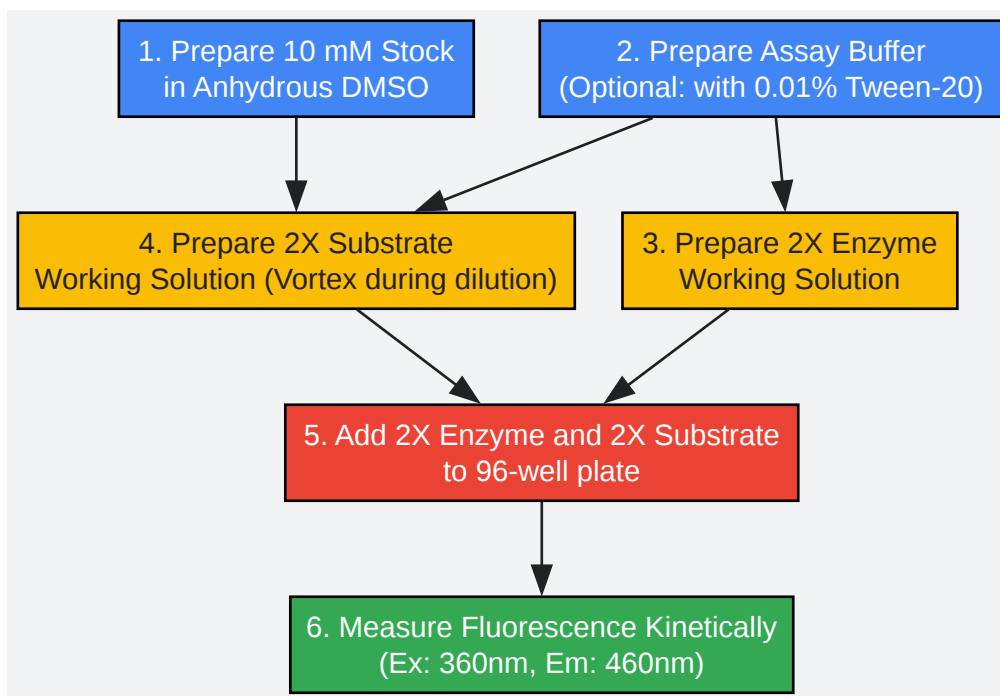 1. Prepare 10 mM Stock
in Anhydrous DMSO
2. Prepare Assay Buffer
(Optional: with 0.01% Tween-20)
4. Prepare 2X Substrate
Working Solution (Vortex during dilution)
3. Prepare 2X Enzyme
Working Solution
5. Add 2X Enzyme and 2X Substrate
to 96-well plate
6. Measure Fluorescence Kinetically
(Ex: 360nm, Em: 460nm)